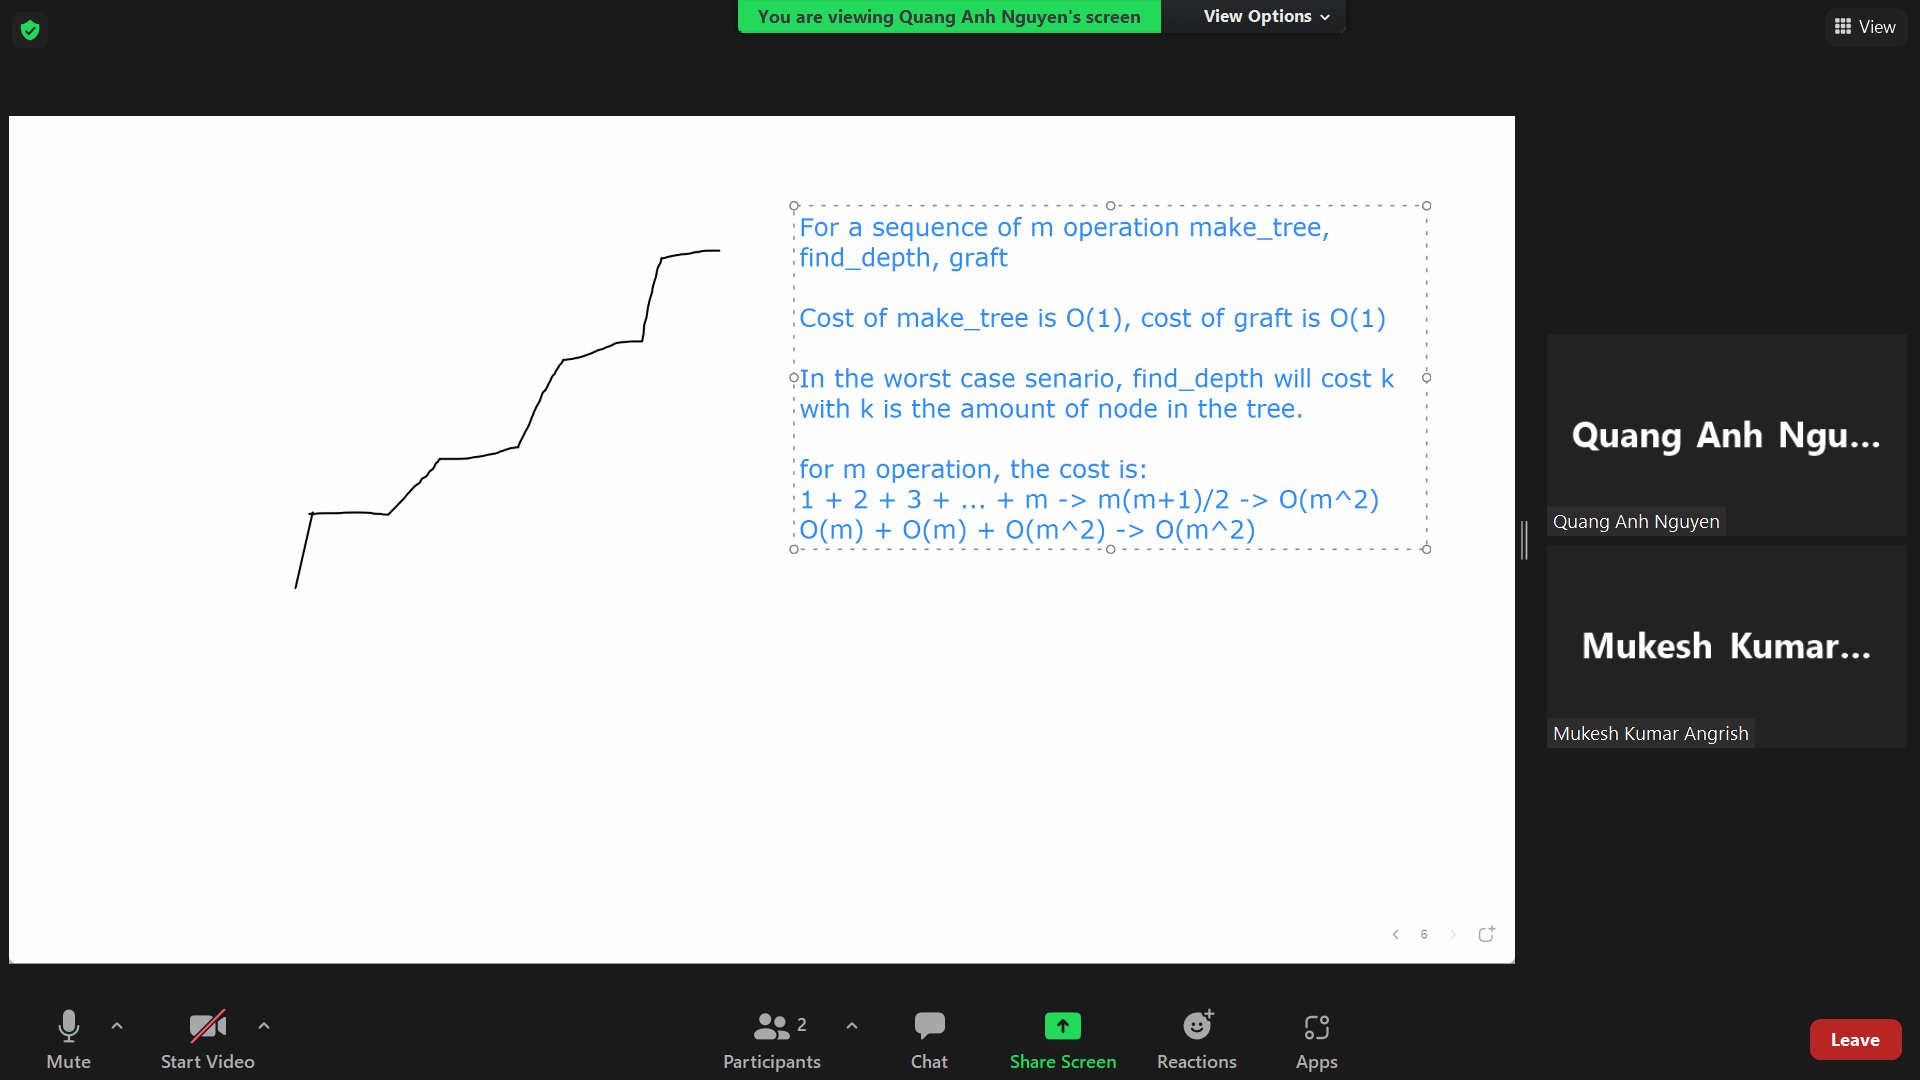 You are viewing Quang Anh Nguyen's screen
View Options
View
For a sequence of m operation make_tree,
find_depth, graft
Cost of make_tree is O(1), cost of graft is O(1)
In the worst case senario, find_depth will cost k
with k is the amount of node in the tree.
for m operation, the cost is:
1 + 2 + 3 + ... + m -> m(m+1)/2 -> O(m^2)
O(m) + O(m) + O(m^2) -> O(m^2)
Quang Anh Ngu...
Quang Anh Nguyen
Mukesh Kumar...
Mukesh Kumar Angrish
6
Mute
Start Video
2
Participants
Chat
Share Screen
Reactions
Apps
Leave